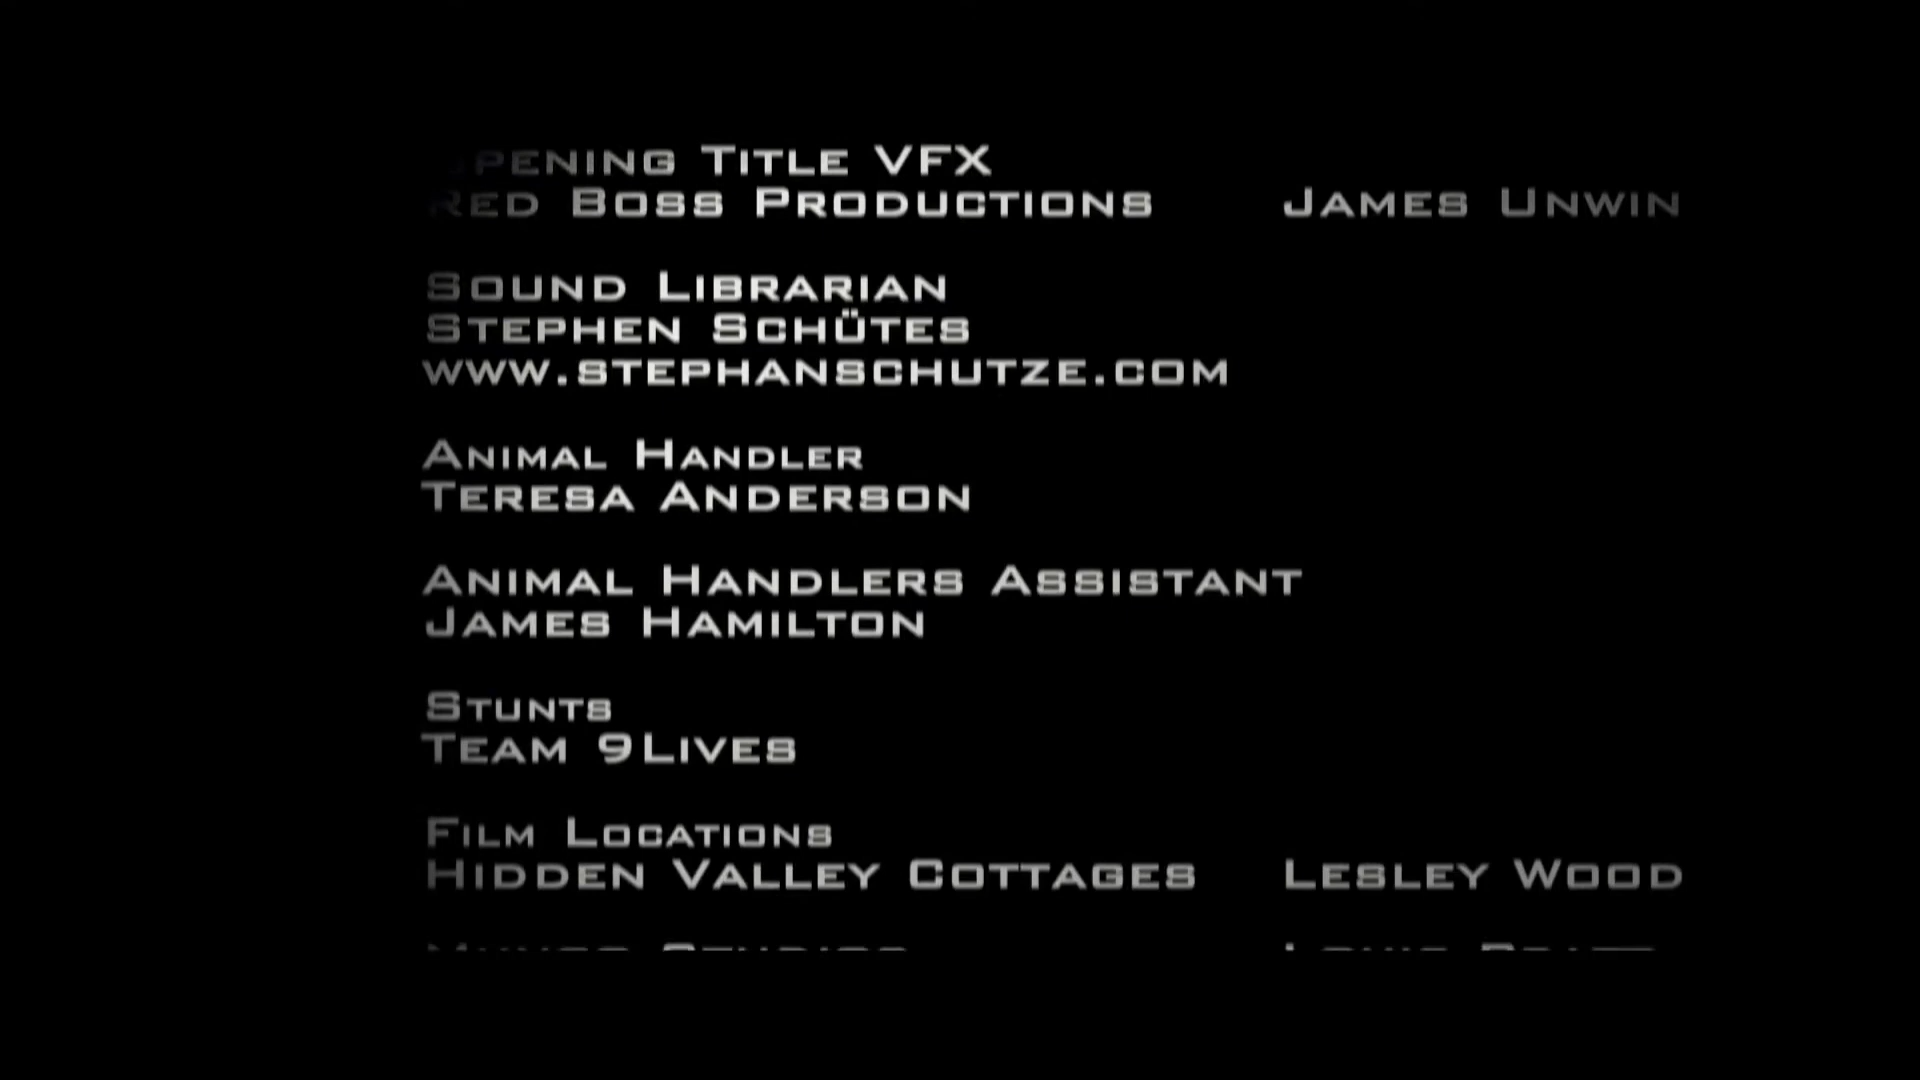 Opening Title VFX
Red Boss Productions James Unwin
Sound Librarian
Stephen Schütes
www.stephanschutze.com
Animal Handler
Teresa Anderson
Animal Handlers Assistant
James Hamilton
Stunts
Team 9Lives
Film Locations
Hidden Valley Cottages Lesley Wood